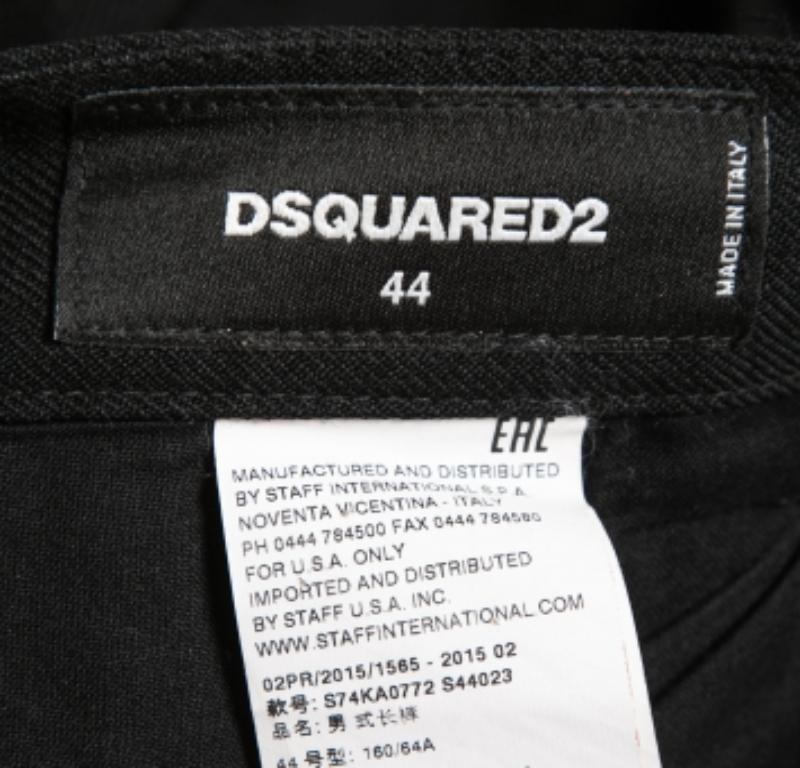 DSQUARED2
44
MADE IN ITALY
EAC
MANUFACTURED AND DISTRIBUTED
BY STAFF INTERNATIONAL S.P.A.
NOVENTA VICENTINA - ITALY
PH 0444 784500 FAX 0444 784580
FOR U.S.A. ONLY
IMPORTED AND DISTRIBUTED
BY STAFF U.S.A. INC.
WWW.STAFFINTERNATIONAL.COM
02PR/2015/1565 - 2015 02
款号: S74KA0772 S44023
品名: 男式长裤
44 号型: 160/64A